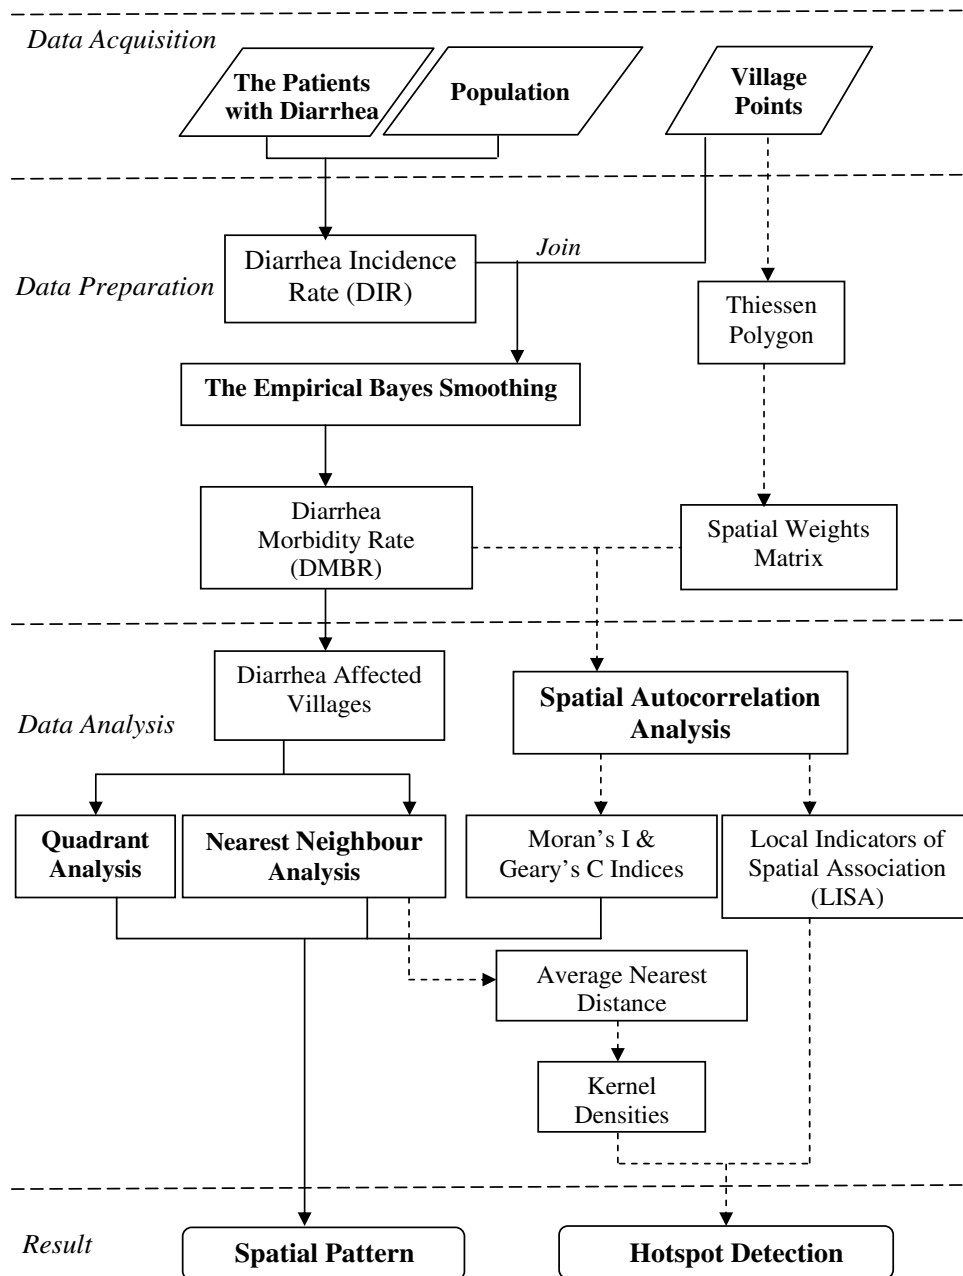 Data Acquisition
The Patients
with Diarrhea
Population
Village
Points
Diarrhea Incidence
Rate (DIR)
Join
Data Preparation
Thiessen
Polygon
The Empirical Bayes Smoothing
Diarrhea
Morbidity Rate
(DMBR)
Spatial Weights
Matrix
Diarrhea Affected
Villages
Spatial Autocorrelation
Analysis
Data Analysis
Quadrant
Analysis
Nearest Neighbour
Analysis
Moran's I &
Geary's C Indices
Local Indicators of
Spatial Association
(LISA)
Average Nearest
Distance
Kernel
Densities
Result
Spatial Pattern
Hotspot Detection